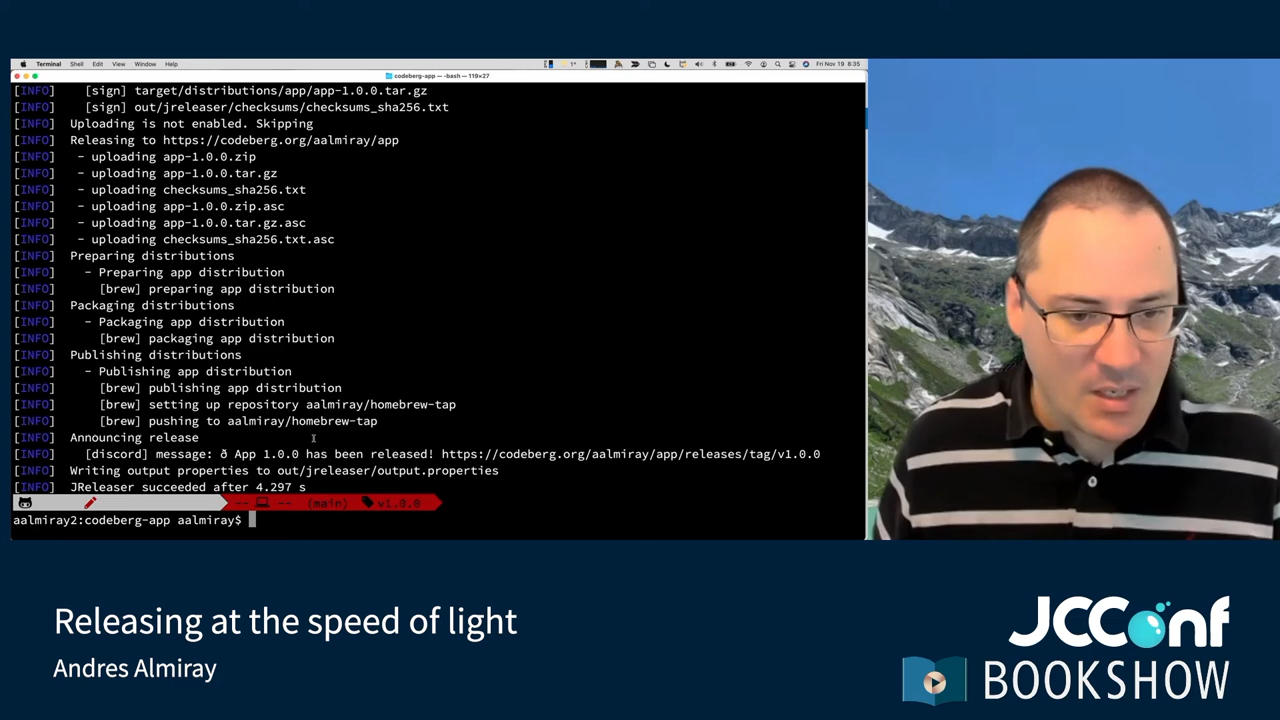 Terminal Shell Edit View Window Help
Fri Nov 19 8:35
codeberg-app — -bash — 119×27
[INFO] [sign] target/distributions/app/app-1.0.0.tar.gz
[INFO] [sign] out/jreleaser/checksums/checksums_sha256.txt
[INFO] Uploading is not enabled. Skipping
[INFO] Releasing to https://codeberg.org/aalmiray/app
[INFO] - uploading app-1.0.0.zip
[INFO] - uploading app-1.0.0.tar.gz
[INFO] - uploading checksums_sha256.txt
[INFO] - uploading app-1.0.0.zip.asc
[INFO] - uploading app-1.0.0.tar.gz.asc
[INFO] - uploading checksums_sha256.txt.asc
[INFO] Preparing distributions
[INFO] - Preparing app distribution
[INFO] [brew] preparing app distribution
[INFO] Packaging distributions
[INFO] - Packaging app distribution
[INFO] [brew] packaging app distribution
[INFO] Publishing distributions
[INFO] - Publishing app distribution
[INFO] [brew] publishing app distribution
[INFO] [brew] setting up repository aalmiray/homebrew-tap
[INFO] [brew] pushing to aalmiray/homebrew-tap
[INFO] Announcing release
[INFO] [discord] message: ð App 1.0.0 has been released! https://codeberg.org/aalmiray/app/releases/tag/v1.0.0
[INFO] Writing output properties to out/jreleaser/output.properties
[INFO] JReleaser succeeded after 4.297 s
-- -- (main) v1.0.0
aalmiray2:codeberg-app aalmiray$
Releasing at the speed of light
Andres Almiray
JCConf
BOOKSHOW